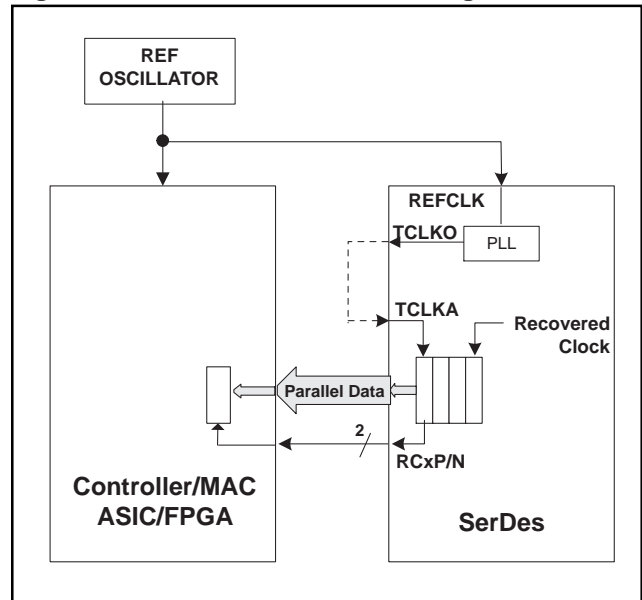 REF
OSCILLATOR
REFCLK
TCLKO
PLL
TCLKA
Recovered
Clock
Parallel Data
2
RCxP/N
Controller/MAC
ASIC/FPGA
SerDes